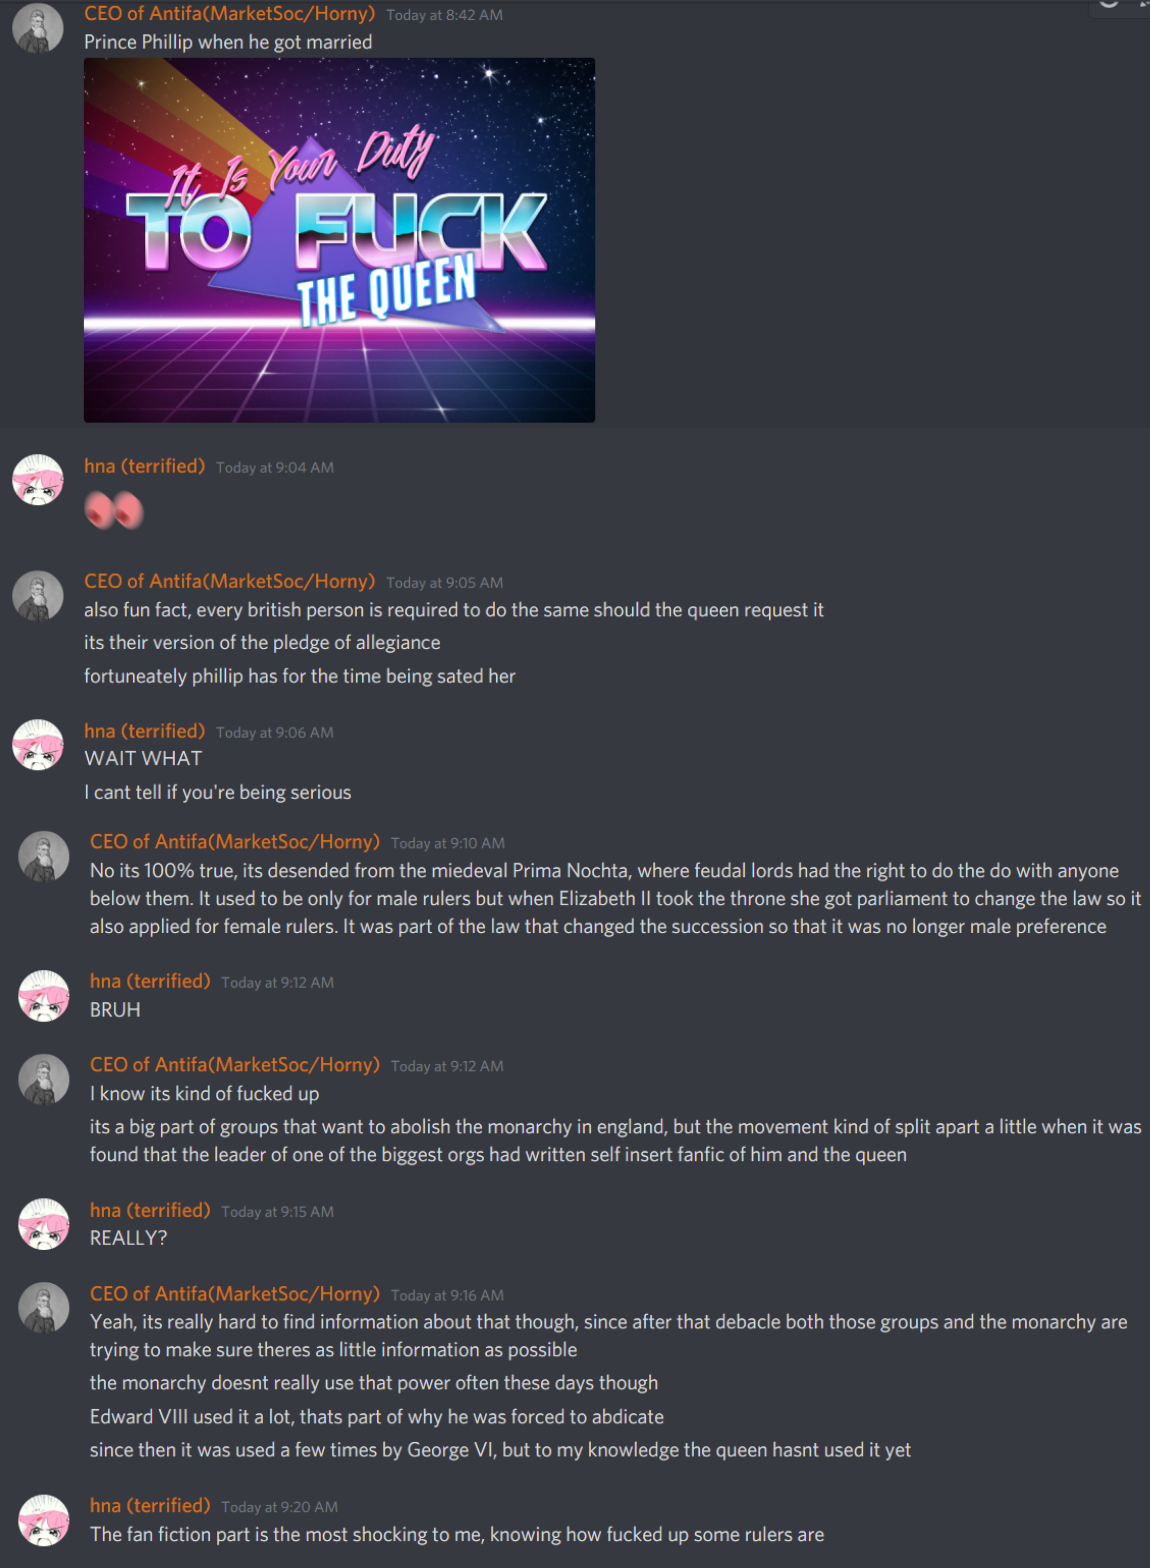 CEO of Antifa(MarketSoc/Horny) Today at 8:42 AM
Prince Phillip when he got married
It Is Your Duty
TO FUCK
THE QUEEN
hna (terrified) Today at 9:04 AM
CEO of Antifa(MarketSoc/Horny) Today at 9:05 AM
also fun fact, every british person is required to do the same should the queen request it
its their version of the pledge of allegiance
fortuneately phillip has for the time being sated her
hna (terrified) Today at 9:06 AM
WAIT WHAT
I cant tell if you're being serious
CEO of Antifa(MarketSoc/Horny) Today at 9:10 AM
No its 100% true, its desended from the miedeval Prima Nochta, where feudal lords had the right to do the do with anyone
below them. It used to be only for male rulers but when Elizabeth II took the throne she got parliament to change the law so it
also applied for female rulers. It was part of the law that changed the succession so that it was no longer male preference
hna (terrified) Today at 9:12 AM
BRUH
CEO of Antifa(MarketSoc/Horny) Today at 9:12 AM
I know its kind of fucked up
its a big part of groups that want to abolish the monarchy in england, but the movement kind of split apart a little when it was
found that the leader of one of the biggest orgs had written self insert fanfic of him and the queen
hna (terrified) Today at 9:15 AM
REALLY?
CEO of Antifa(MarketSoc/Horny) Today at 9:16 AM
Yeah, its really hard to find information about that though, since after that debacle both those groups and the monarchy are
trying to make sure theres as little information as possible
the monarchy doesnt really use that power often these days though
Edward VIII used it a lot, thats part of why he was forced to abdicate
since then it was used a few times by George VI, but to my knowledge the queen hasnt used it yet
hna (terrified) Today at 9:20 AM
The fan fiction part is the most shocking to me, knowing how fucked up some rulers are